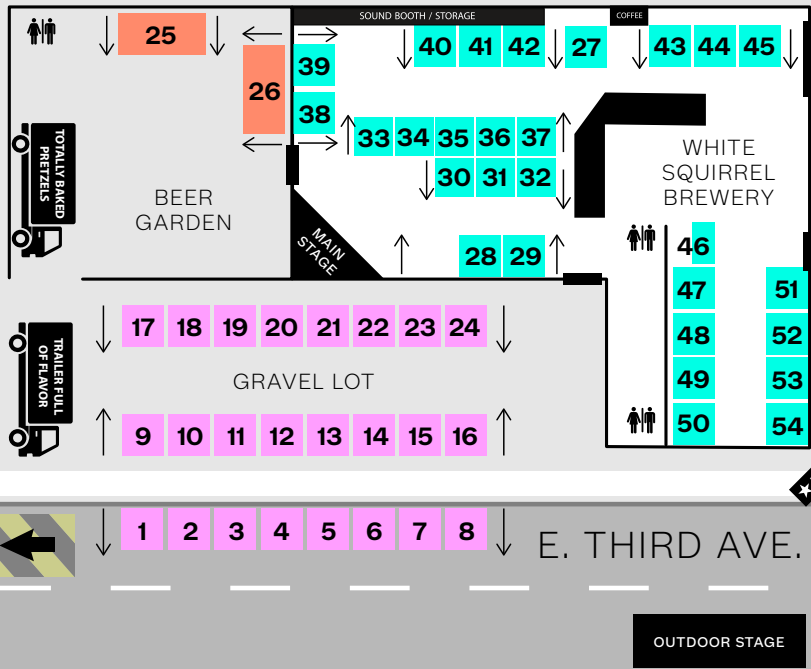 SOUND BOOTH / STORAGE
COFFEE
25
26
39
38
40 41 42 27 43 44 45
33 34 35 36 37
30 31 32
28 29
TOTALLY BAKED
PRETZELS
BEER
GARDEN
MAIN
STAGE
WHITE
SQUIRREL
BREWERY
46
47
48
49
50
51
52
53
54
17 18 19 20 21 22 23 24
TRAILER FULL
OF FLAVOR
GRAVEL LOT
9 10 11 12 13 14 15 16
1 2 3 4 5 6 7 8
E. THIRD AVE.
OUTDOOR STAGE